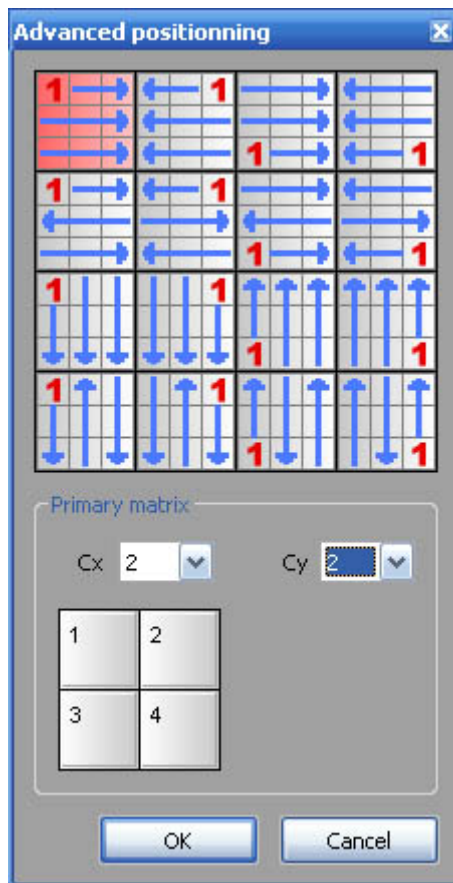 Advanced positionning
1 1 1 1
1 1 1 1
1 1 1 1
1 1 1 1
Primary matrix
Cx 2 Cy 2
1 2
3 4
OK Cancel